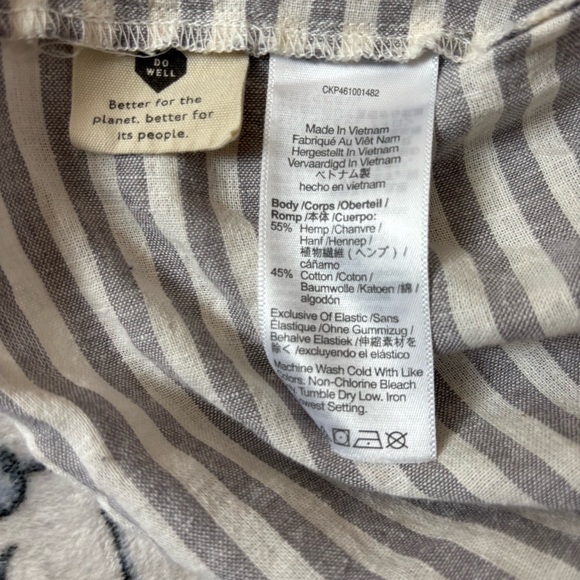 DO
WELL
Better for the
planet, better for
its people.
CKP461001482
Made In Vietnam
Fabriqué Au Viêt Nam
Hergestellt In Vietnam
Vervaardigd In Vietnam
ベトナム製
hecho en vietnam
Body /Corps /Oberteil /
Romp /本体 /Cuerpo:
55% Hemp /Chanvre /
Hanf /Hennep /
植物繊維 (ヘンプ) /
cáñamo
45% Cotton /Coton /
Baumwolle /Katoen /綿 /
algodón
Exclusive Of Elastic /Sans
Élastique /Ohne Gummizug /
Behalve Elastiek /伸縮素材を
除く /excluyendo el elástico
Machine Wash Cold With Like
Non-Chlorine Bleach
Tumble Dry Low. Iron
Setting.